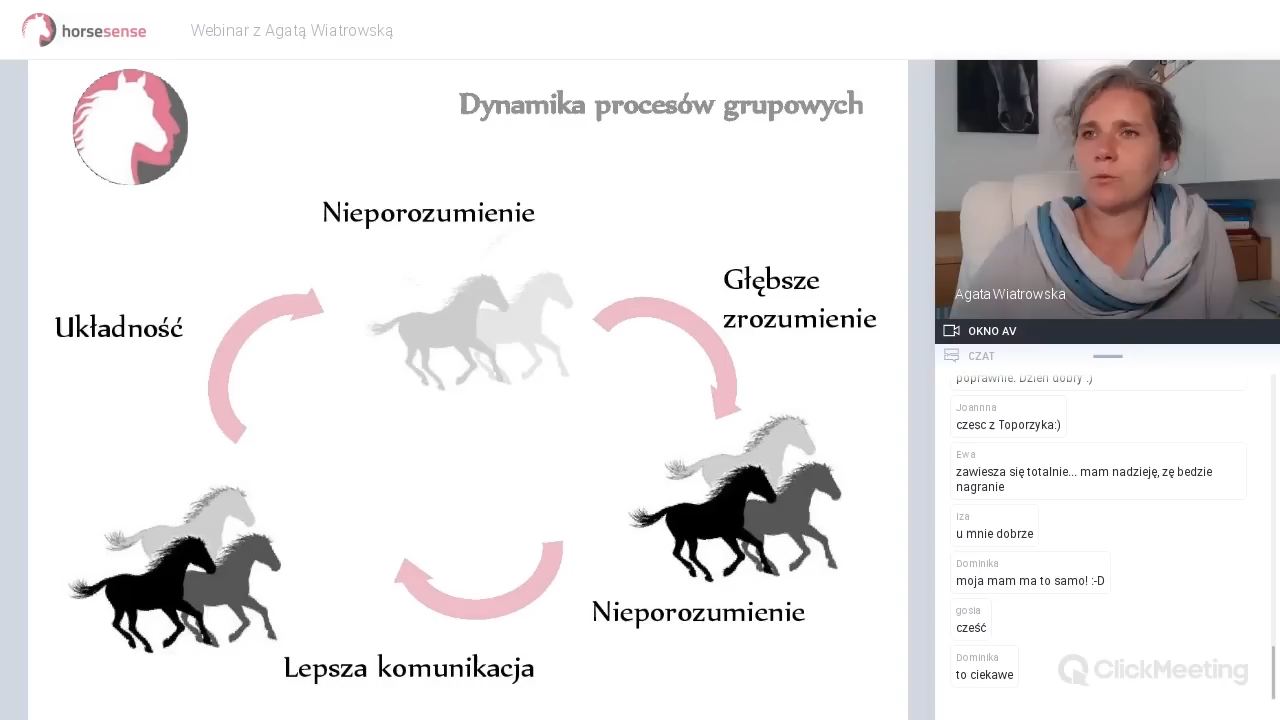 horsesense
Webinar z Agatą Wiatrowską
Dynamika procesów grupowych
Nieporozumienie
Głębsze
zrozumienie
Układność
Nieporozumienie
Lepsza komunikacja
Agata Wiatrowska
OKNO AV
CZAT
poprawnie. Dzień dobry :)
Joannna
czesc z Toporzyka:)
Ewa
zawiesza się totalnie... mam nadzieję, zę bedzie
nagranie
iza
u mnie dobrze
Dominika
moja mam ma to samo! :-D
gosia
cześć
Dominika
to ciekawe
ClickMeeting